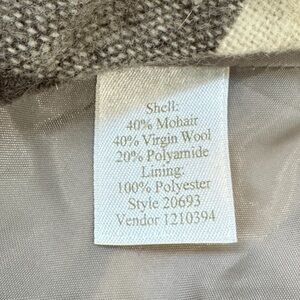 Shell:
40% Mohair
40% Virgin Wool
20% Polyamide
Lining:
100% Polyester
Style 20693
Vendor 1210394